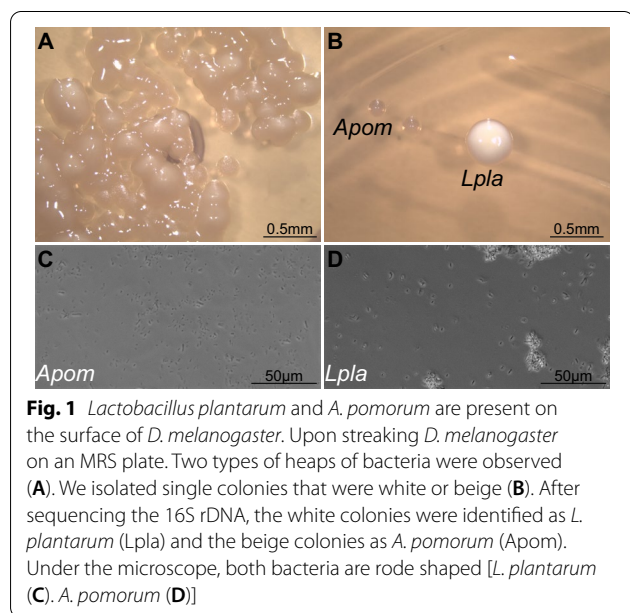 A
B
Apom
Lpla
0.5mm
0.5mm
C
D
Apom
50µm
Lpla
50µm
Fig. 1 Lactobacillus plantarum and A. pomorum are present on
the surface of D. melanogaster. Upon streaking D. melanogaster
on an MRS plate. Two types of heaps of bacteria were observed
(A). We isolated single colonies that were white or beige (B). After
sequencing the 16S rDNA, the white colonies were identified as L.
plantarum (Lpla) and the beige colonies as A. pomorum (Apom).
Under the microscope, both bacteria are rode shaped [L. plantarum
(C). A. pomorum (D)]